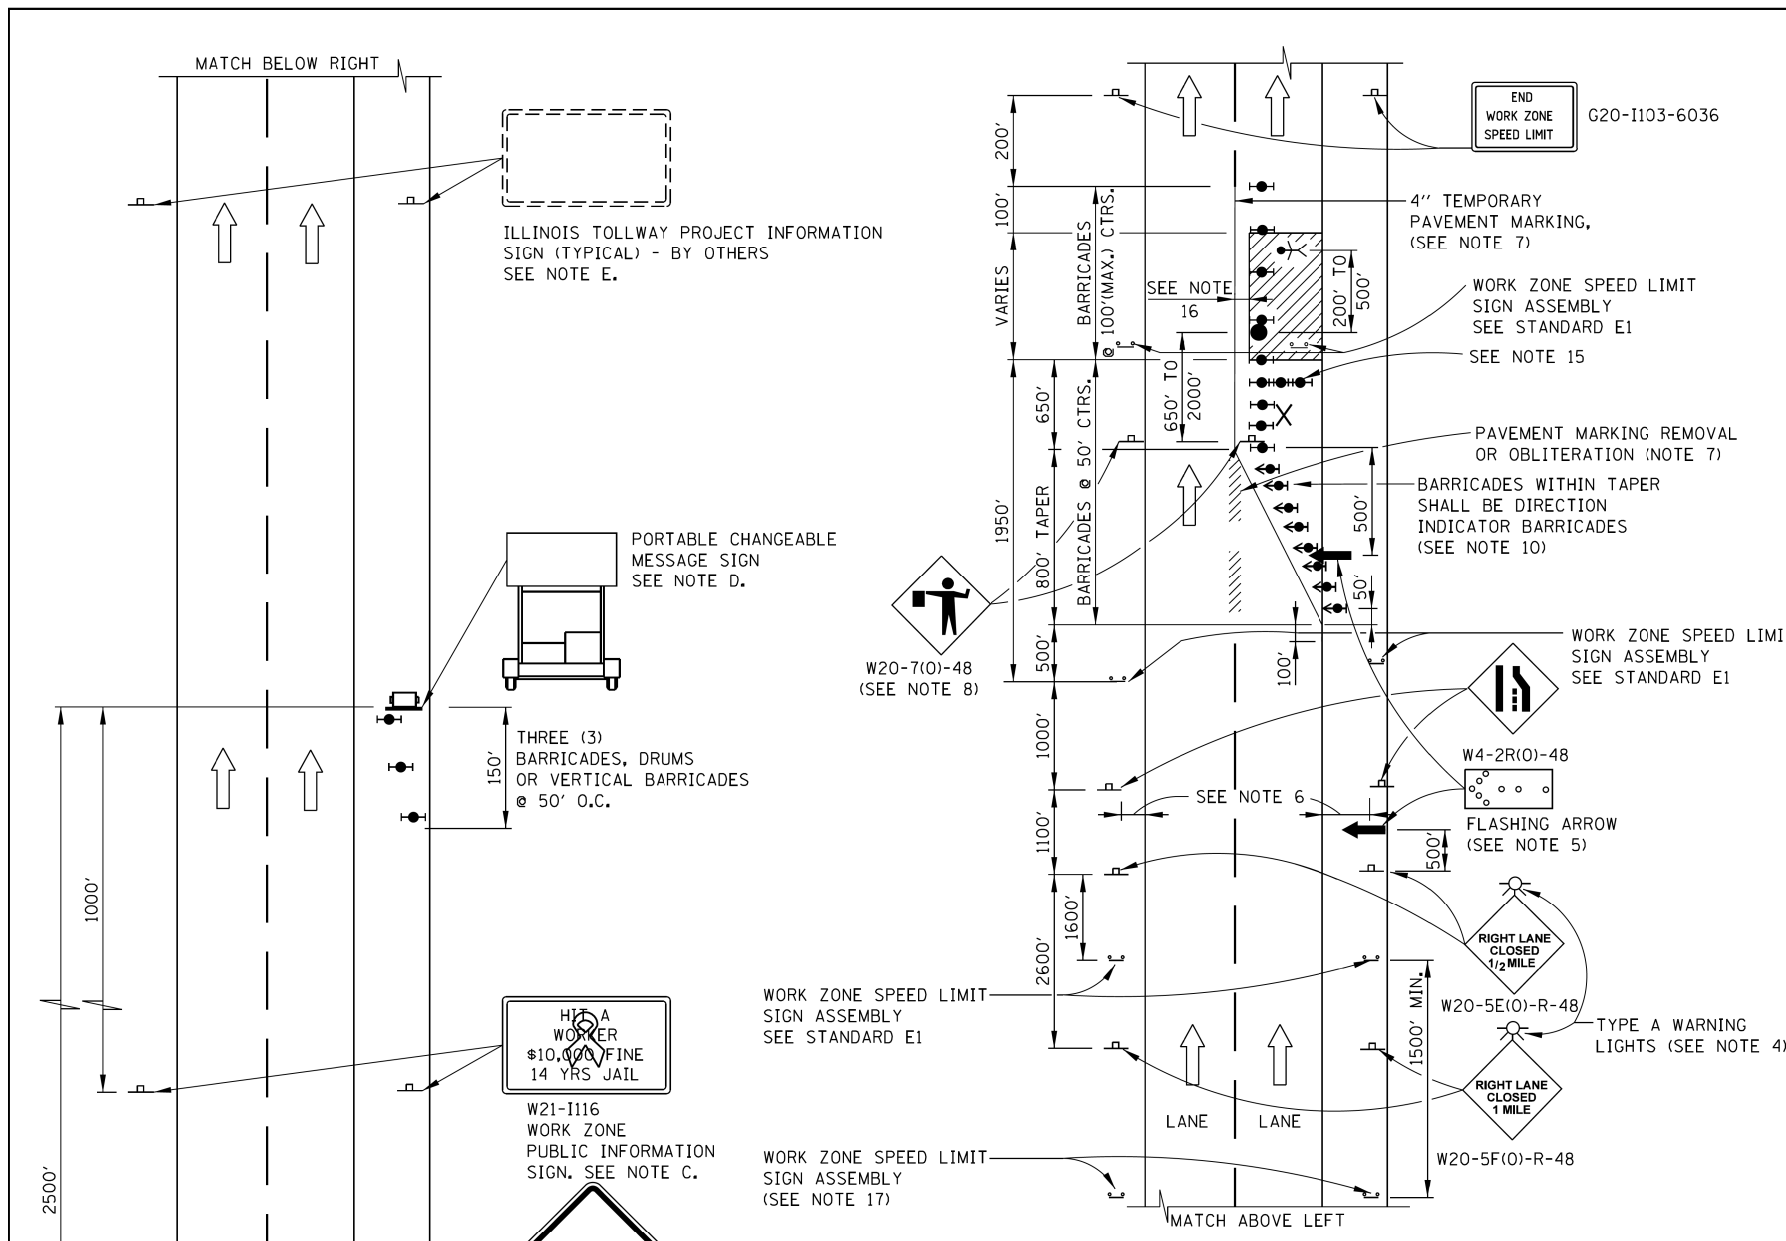 MATCH BELOW RIGHT
ILLINOIS TOLLWAY PROJECT INFORMATION
SIGN (TYPICAL) - BY OTHERS
SEE NOTE E.
PORTABLE CHANGEABLE
MESSAGE SIGN
SEE NOTE D.
THREE (3)
BARRICADES, DRUMS
OR VERTICAL BARRICADES
@ 50' O.C.
150'
1000'
2500'
HIT A
WORKER
$10,000 FINE
14 YRS JAIL
W21-I116
WORK ZONE
PUBLIC INFORMATION
SIGN. SEE NOTE C.
END
WORK ZONE
SPEED LIMIT
G20-I103-6036
200'
100'
VARIES
BARRICADES
@ 100'(MAX.) CTRS.
4'' TEMPORARY
PAVEMENT MARKING,
(SEE NOTE 7)
SEE NOTE
16
200' TO
500'
WORK ZONE SPEED LIMIT
SIGN ASSEMBLY
SEE STANDARD E1
SEE NOTE 15
650' TO
2000'
650'
1950'
800' TAPER
BARRICADES @ 50' CTRS.
PAVEMENT MARKING REMOVAL
OR OBLITERATION (NOTE 7)
BARRICADES WITHIN TAPER
SHALL BE DIRECTION
INDICATOR BARRICADES
(SEE NOTE 10)
500'
50'
W20-7(O)-48
(SEE NOTE 8)
500'
100'
WORK ZONE SPEED LIMI
SIGN ASSEMBLY
SEE STANDARD E1
1000'
W4-2R(O)-48
SEE NOTE 6
FLASHING ARROW
(SEE NOTE 5)
1100'
500'
1600'
2600'
RIGHT LANE
CLOSED
1/2 MILE
W20-5E(O)-R-48
WORK ZONE SPEED LIMIT
SIGN ASSEMBLY
SEE STANDARD E1
1500' MIN.
TYPE A WARNING
LIGHTS (SEE NOTE 4)
RIGHT LANE
CLOSED
1 MILE
W20-5F(O)-R-48
LANE
LANE
WORK ZONE SPEED LIMIT
SIGN ASSEMBLY
(SEE NOTE 17)
MATCH ABOVE LEFT